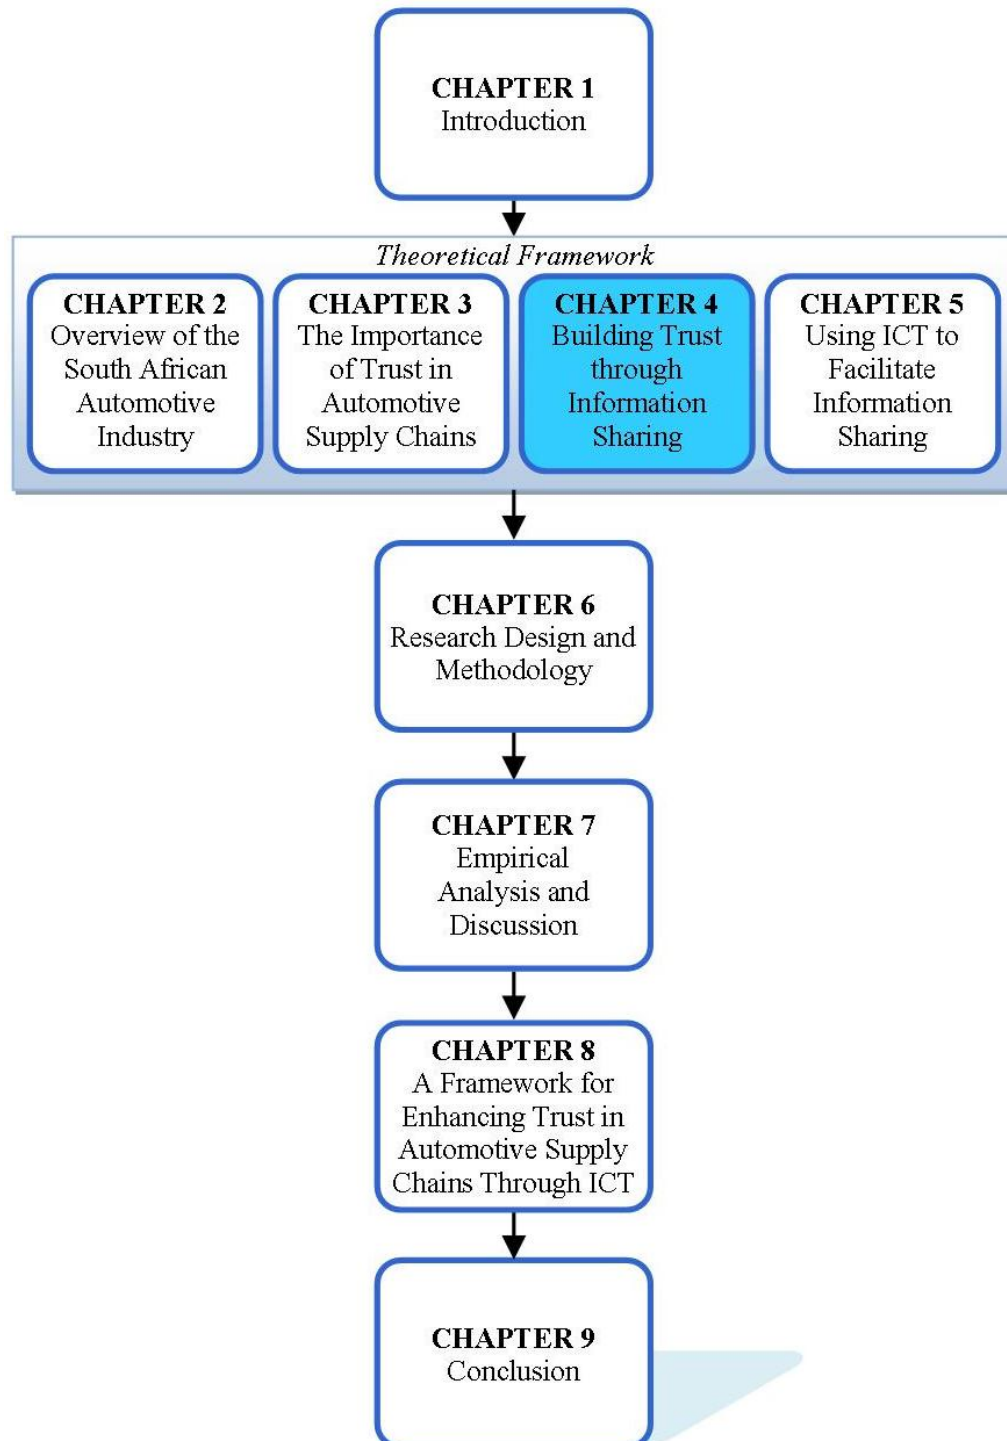 CHAPTER 1
Introduction
Theoretical Framework
CHAPTER 2
Overview of the
South African
Automotive
Industry
CHAPTER 3
The Importance
of Trust in
Automotive
Supply Chains
CHAPTER 4
Building Trust
through
Information
Sharing
CHAPTER 5
Using ICT to
Facilitate
Information
Sharing
CHAPTER 6
Research Design and
Methodology
CHAPTER 7
Empirical
Analysis and
Discussion
CHAPTER 8
A Framework for
Enhancing Trust in
Automotive Supply
Chains Through ICT
CHAPTER 9
Conclusion